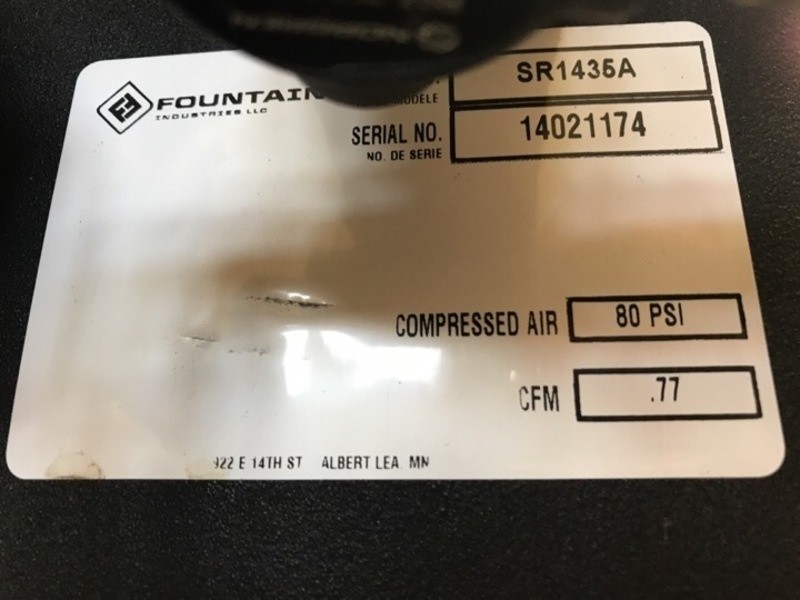 FOUNTAIN
INDUSTRIES LLC
MODELE
SR1435A
SERIAL NO.
NO. DE SERIE
14021174
COMPRESSED AIR
80 PSI
CFM
.77
922 E 14TH ST ALBERT LEA MN